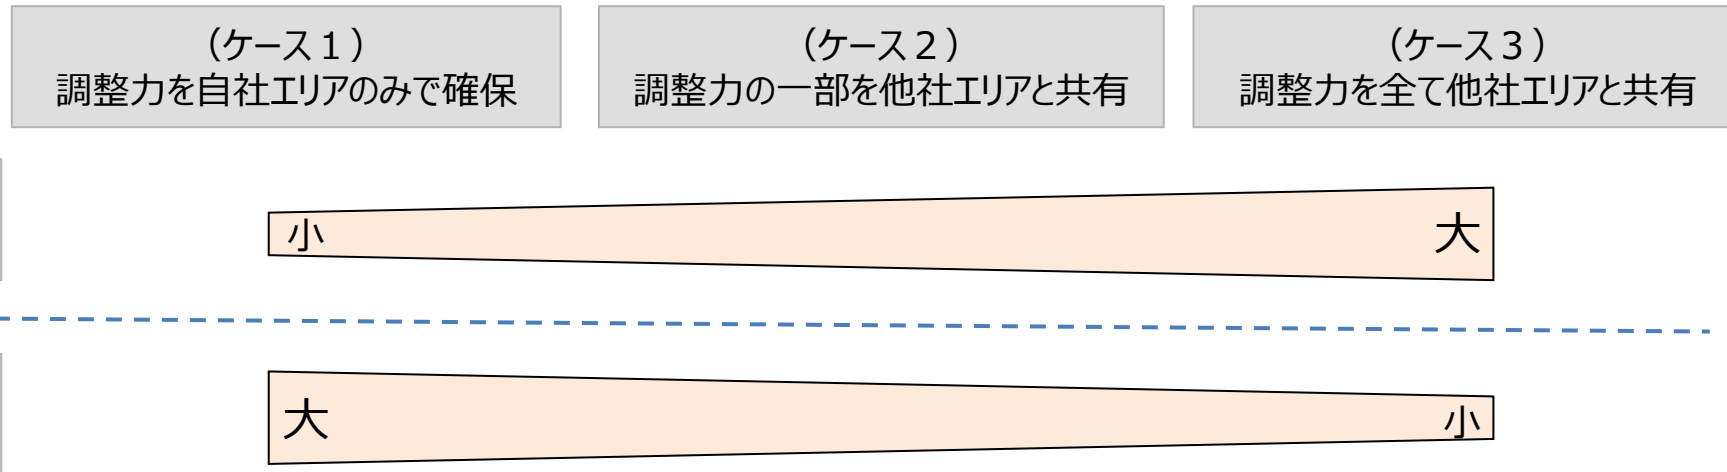 （ケース１）
調整力を自社エリアのみで確保
（ケース２）
調整力の一部を他社エリアと共有
（ケース３）
調整力を全て他社エリアと共有
小
大
大
小